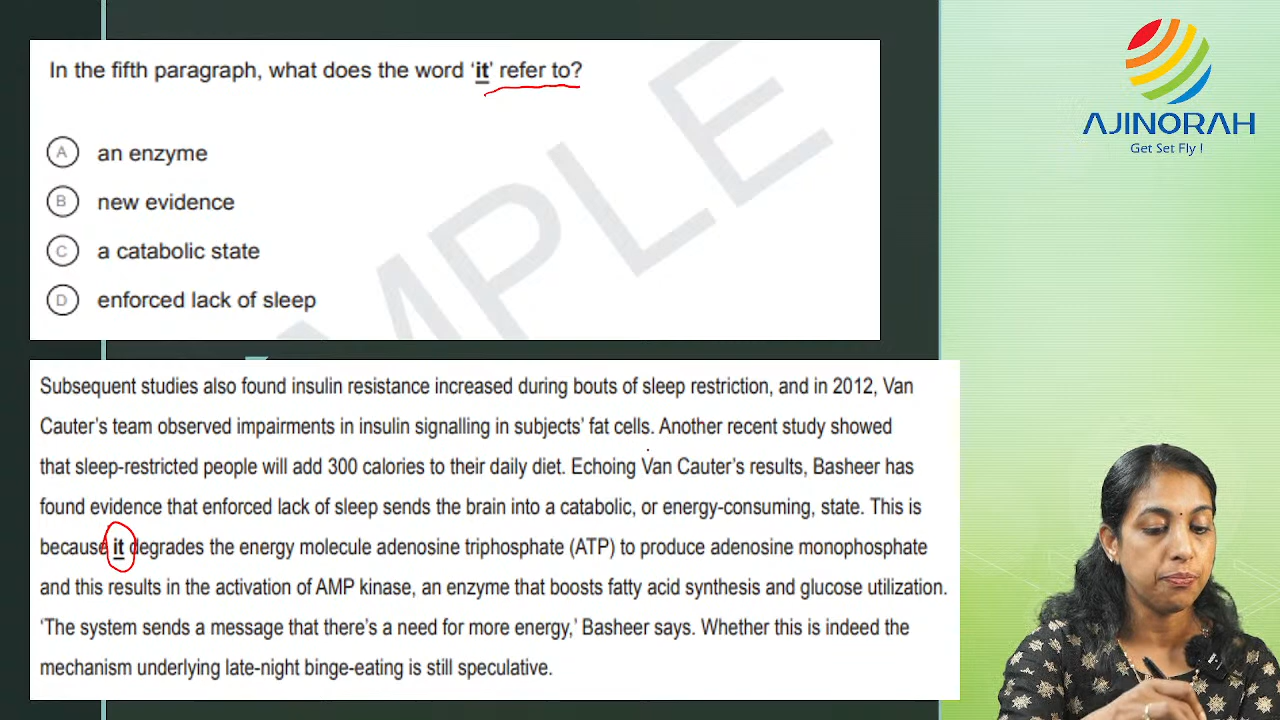 In the fifth paragraph, what does the word ‘it’ refer to?
A an enzyme
B new evidence
C a catabolic state
D enforced lack of sleep
MPLE
AJINORAH
Get Set Fly !
Subsequent studies also found insulin resistance increased during bouts of sleep restriction, and in 2012, Van
Cauter’s team observed impairments in insulin signalling in subjects’ fat cells. Another recent study showed
that sleep-restricted people will add 300 calories to their daily diet. Echoing Van Cauter’s results, Basheer has
found evidence that enforced lack of sleep sends the brain into a catabolic, or energy-consuming, state. This is
because it degrades the energy molecule adenosine triphosphate (ATP) to produce adenosine monophosphate
and this results in the activation of AMP kinase, an enzyme that boosts fatty acid synthesis and glucose utilization.
‘The system sends a message that there’s a need for more energy,’ Basheer says. Whether this is indeed the
mechanism underlying late-night binge-eating is still speculative.